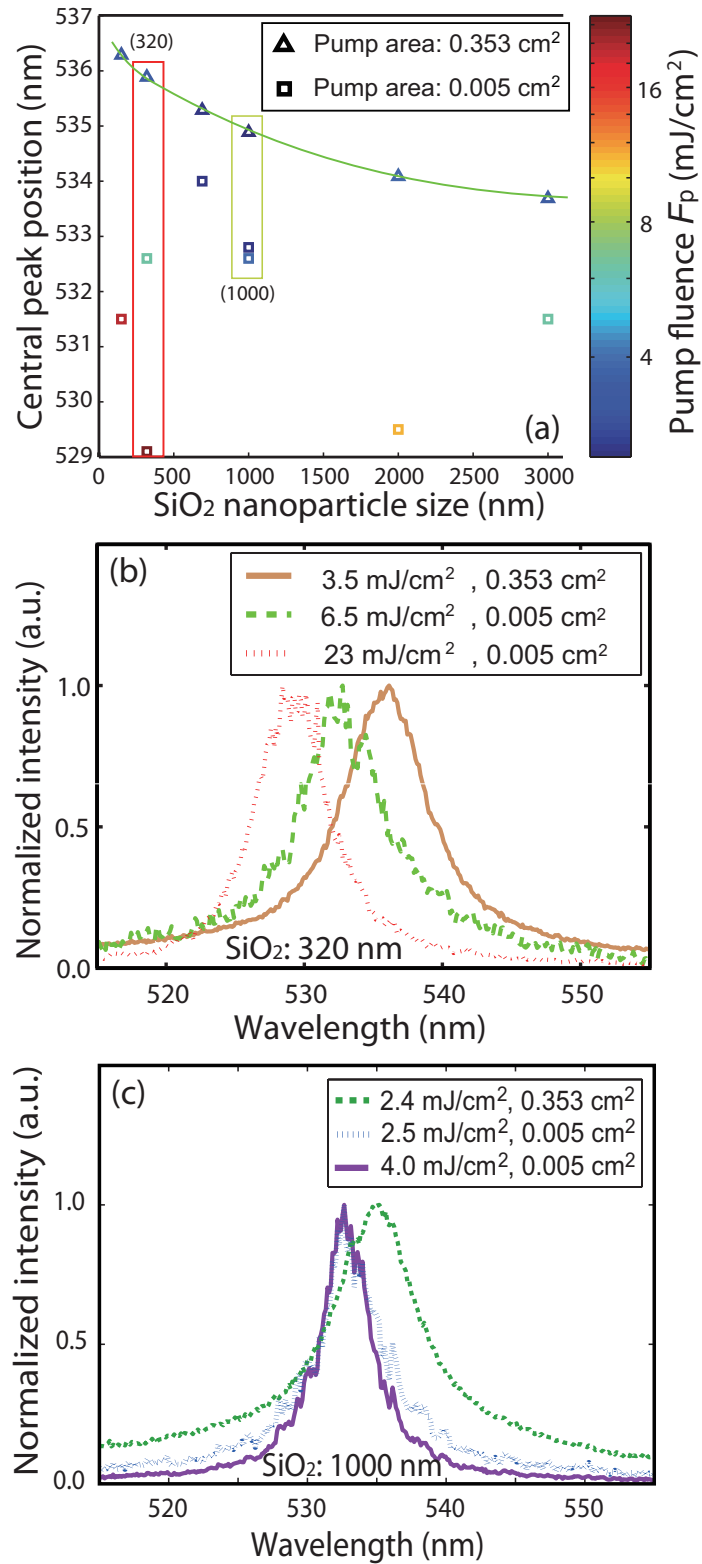 537
536
535
534
533
532
531
530
529
Central peak position (nm)
(320)
Pump area: 0.353 cm²
Pump area: 0.005 cm²
(1000)
(a)
0 500 1000 1500 2000 2500 3000
SiO₂ nanoparticle size (nm)
16
8
4
Pump fluence Fₚ (mJ/cm²)
(b)
3.5 mJ/cm² , 0.353 cm²
6.5 mJ/cm² , 0.005 cm²
23 mJ/cm² , 0.005 cm²
1.0
0.5
0.0
Normalized intensity (a.u.)
SiO₂: 320 nm
520 530 540 550
Wavelength (nm)
(c)
2.4 mJ/cm², 0.353 cm²
2.5 mJ/cm², 0.005 cm²
4.0 mJ/cm², 0.005 cm²
1.0
0.5
0.0
Normalized intensity (a.u.)
SiO₂: 1000 nm
520 530 540 550
Wavelength (nm)